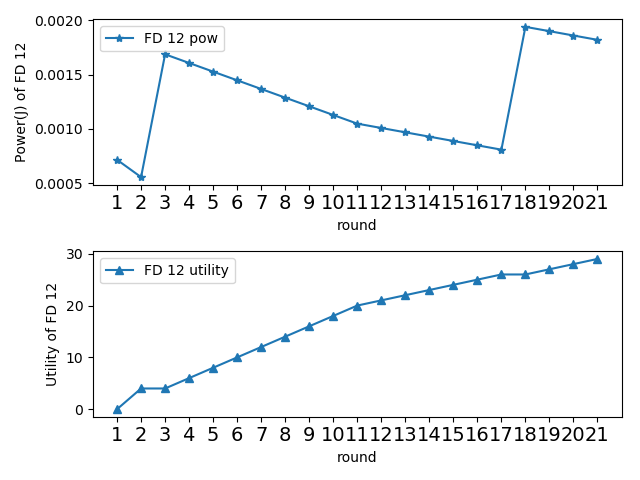 Power(J) of FD 12
0.0020
0.0015
0.0010
0.0005
FD 12 pow
1 2 3 4 5 6 7 8 9 10 11 12 13 14 15 16 17 18 19 20 21
round
Utility of FD 12
30
20
10
0
FD 12 utility
1 2 3 4 5 6 7 8 9 10 11 12 13 14 15 16 17 18 19 20 21
round